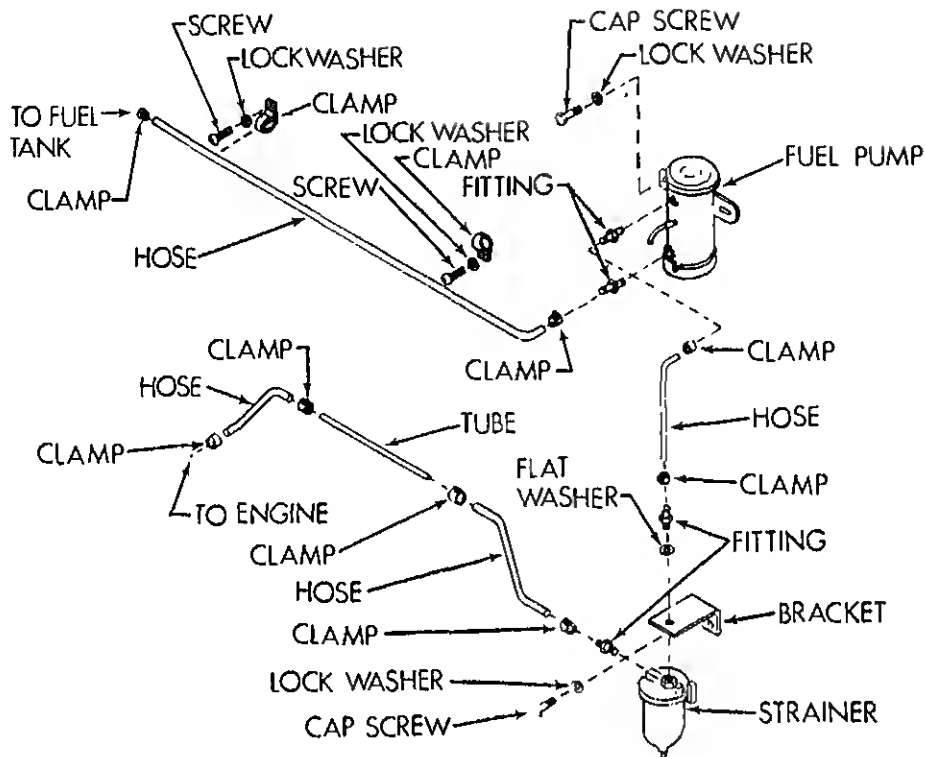 SCREW
LOCKWASHER
CLAMP
TO FUEL
TANK
CLAMP
HOSE
LOCK WASHER
CLAMP
SCREW
FITTING
CAP SCREW
LOCK WASHER
FUEL PUMP
CLAMP
CLAMP
HOSE
CLAMP
TO ENGINE
TUBE
CLAMP
HOSE
CLAMP
HOSE
FLAT
WASHER
CLAMP
FITTING
BRACKET
CLAMP
LOCK WASHER
CAP SCREW
STRAINER